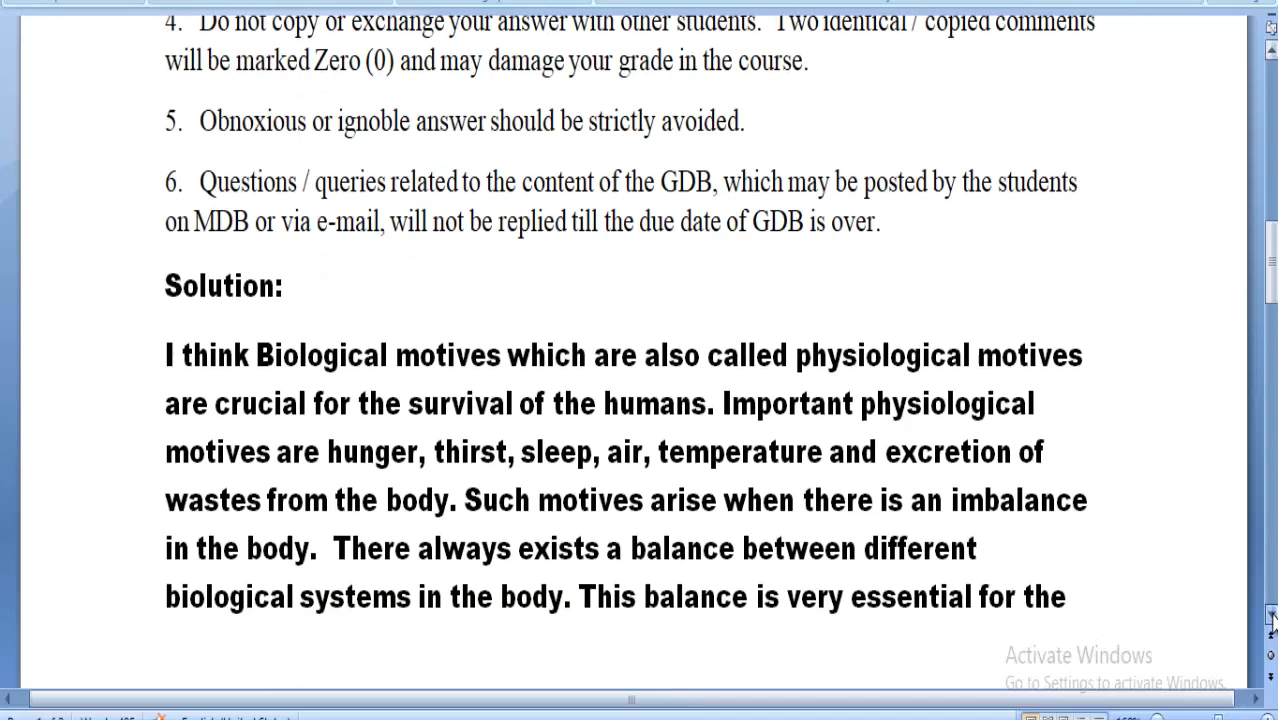 4. Do not copy or exchange your answer with other students. Two identical / copied comments
will be marked Zero (0) and may damage your grade in the course.
5. Obnoxious or ignoble answer should be strictly avoided.
6. Questions / queries related to the content of the GDB, which may be posted by the students
on MDB or via e-mail, will not be replied till the due date of GDB is over.
Solution:
I think Biological motives which are also called physiological motives
are crucial for the survival of the humans. Important physiological
motives are hunger, thirst, sleep, air, temperature and excretion of
wastes from the body. Such motives arise when there is an imbalance
in the body. There always exists a balance between different
biological systems in the body. This balance is very essential for the
Activate Windows
Go to Settings to activate Windows.